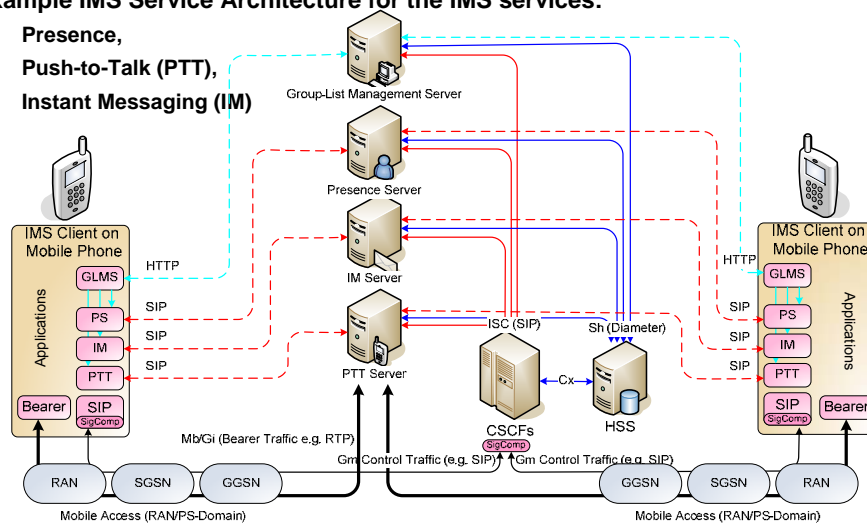 xample IMS Service Architecture for the IMS services:
Presence,
Push-to-Talk (PTT),
Instant Messaging (IM)
Group-List Management Server
Presence Server
IM Server
PTT Server
IMS Client on
Mobile Phone
HTTP
GLMS
SIP
PS
SIP
IM
SIP
PTT
Applications
Bearer
SIP
SigComp
ISC (SIP)
Sh (Diameter)
Cx
CSCFs
SigComp
HSS
IMS Client on
Mobile Phone
HTTP
GLMS
SIP
PS
SIP
IM
SIP
PTT
Applications
SIP
SigComp
Bearer
Mb/Gi (Bearer Traffic e.g. RTP)
Gm Control Traffic (e.g. SIP)
Gm Control Traffic (e.g. SIP)
RAN
SGSN
GGSN
GGSN
SGSN
RAN
Mobile Access (RAN/PS-Domain)
Mobile Access (RAN/PS-Domain)